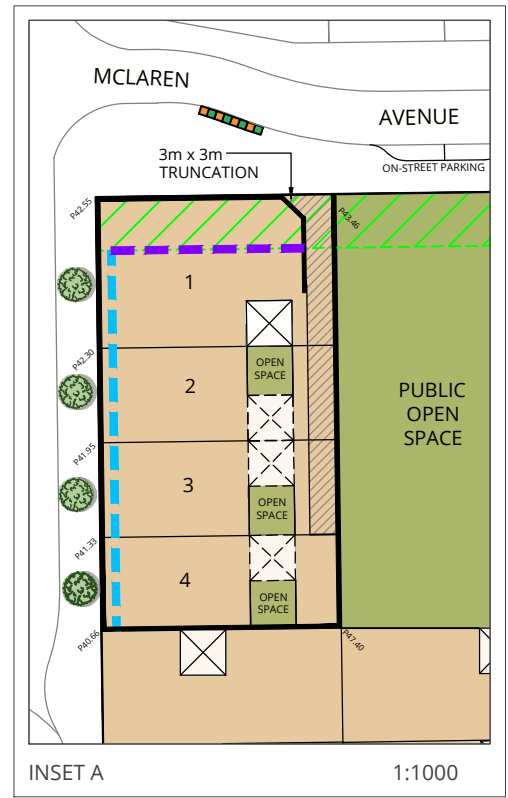 MCLAREN
AVENUE
3m x 3m
TRUNCATION
ON-STREET PARKING
P42.55
P43.46
1
P42.30
OPEN
SPACE
2
PUBLIC
OPEN
SPACE
P41.95
3
OPEN
SPACE
P41.33
4
OPEN
SPACE
P40.66
P47.40
INSET A
1:1000